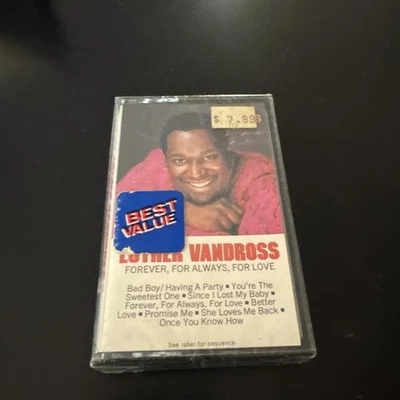 $ 7.99
BEST
VALUE
LUTHER VANDROSS
FOREVER, FOR ALWAYS, FOR LOVE
Bad Boy/Having A Party ▪ You're The
Sweetest One ▪ Since I Lost My Baby ▪
Forever, For Always, For Love ▪ Better
Love ▪ Promise Me ▪ She Loves Me Back ▪
Once You Know How
See label for sequence